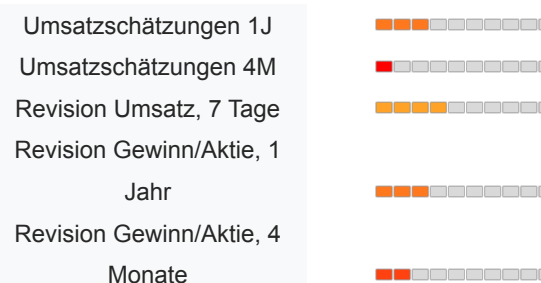 Umsatzschätzungen 1J
Umsatzschätzungen 4M
Revision Umsatz, 7 Tage
Revision Gewinn/Aktie, 1
Jahr
Revision Gewinn/Aktie, 4
Monate